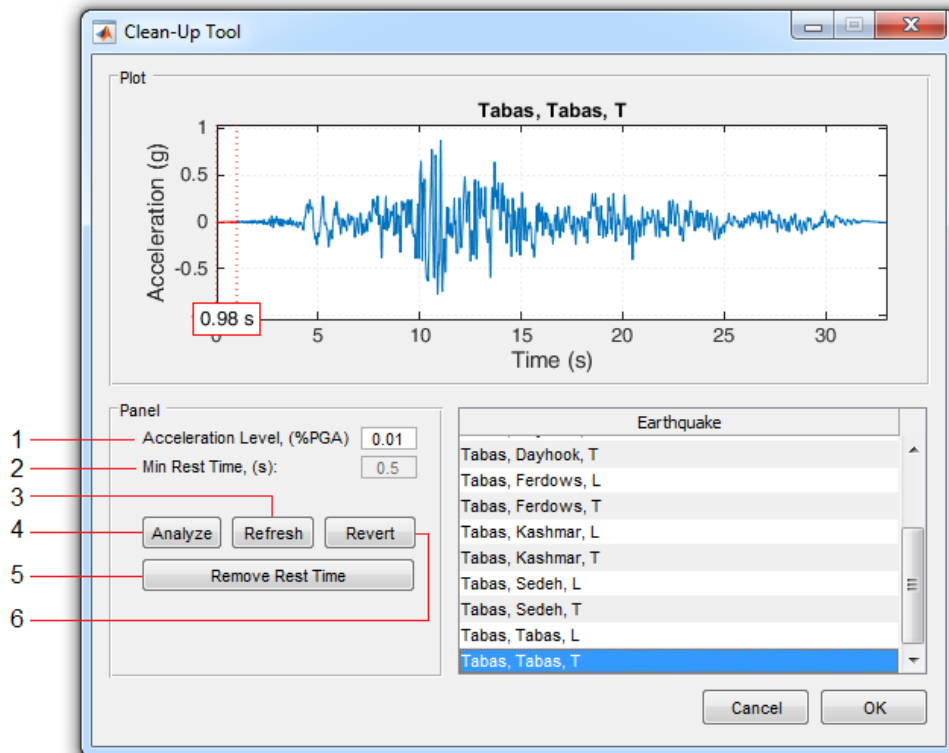 Clean-Up Tool
Plot
Tabas, Tabas, T
Acceleration (g)
1
0.5
0
-0.5
0.98 s
5
10
15
20
25
30
Time (s)
Panel
1
Acceleration Level, (%PGA)
0.01
2
Min Rest Time, (s):
0.5
3
4
Analyze
Refresh
Revert
5
Remove Rest Time
6
Earthquake
Tabas, Dayhook, T
Tabas, Ferdows, L
Tabas, Ferdows, T
Tabas, Kashmar, L
Tabas, Kashmar, T
Tabas, Sedeh, L
Tabas, Sedeh, T
Tabas, Tabas, L
Tabas, Tabas, T
Cancel
OK